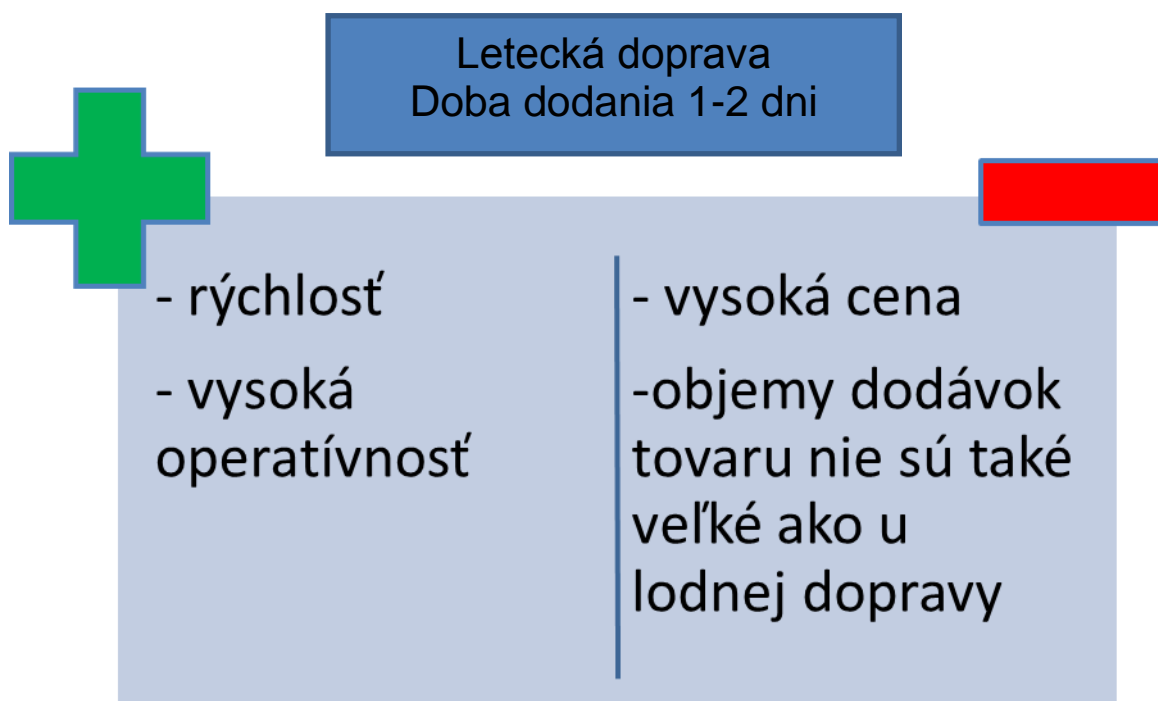 Letecká doprava
Doba dodania 1-2 dni
- rýchlosť
- vysoká
operatívnosť
- vysoká cena
-objemy dodávok
tovaru nie sú také
veľké ako u
lodnej dopravy